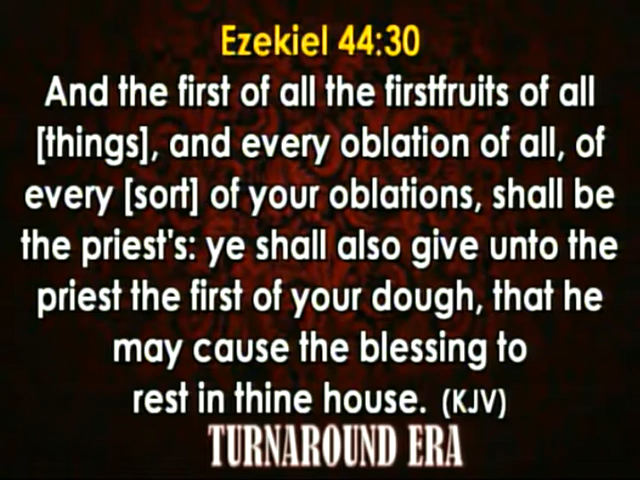 Ezekiel 44:30
And the first of all the firstfruits of all
[things], and every oblation of all, of
every [sort] of your oblations, shall be
the priest's: ye shall also give unto the
priest the first of your dough, that he
may cause the blessing to
rest in thine house. (KJV)
TURNAROUND ERA